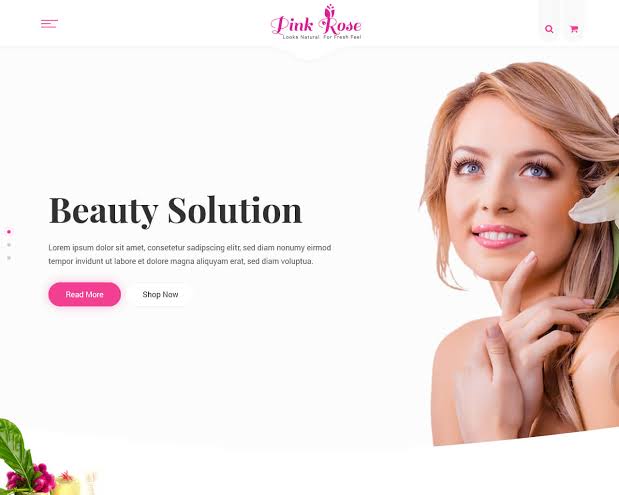 Pink Rose
Looks Natural For Fresh Feel
Beauty Solution
Lorem ipsum dolor sit amet, consetetur sadipscing elitr, sed diam nonumy eirmod
tempor invidunt ut labore et dolore magna aliquyam erat, sed diam voluptua.
Read More
Shop Now